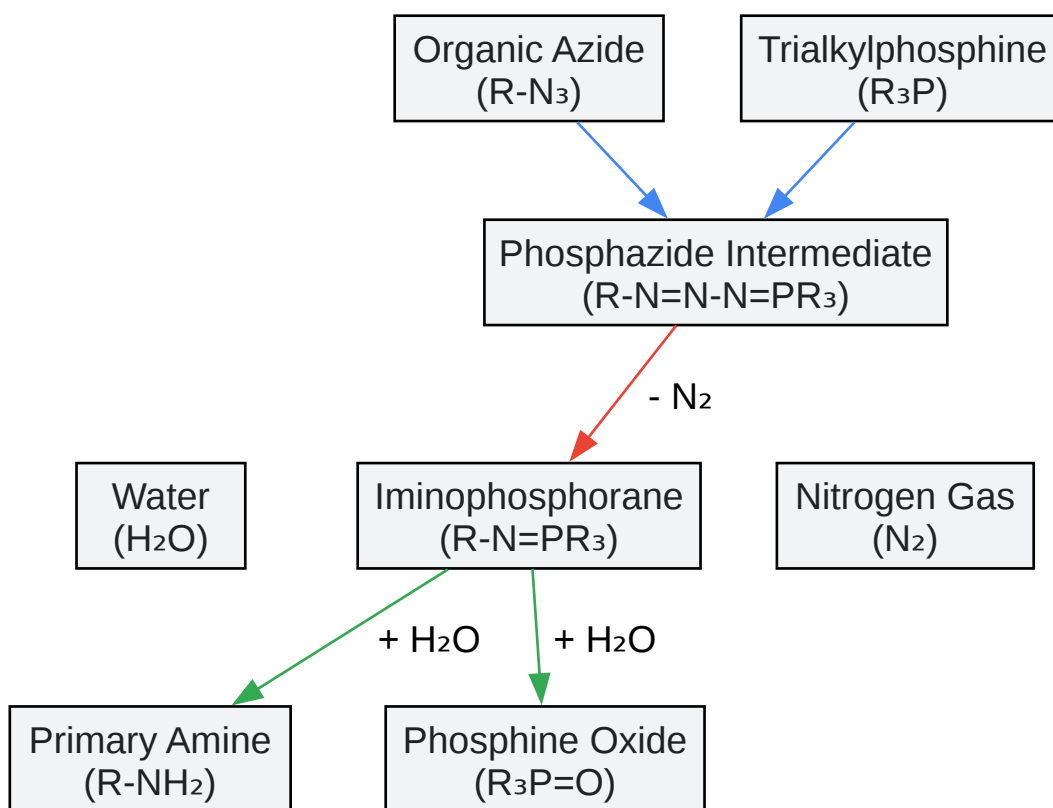 Organic Azide
(R-N₃)
Trialkylphosphine
(R₃P)
Phosphazide Intermediate
(R-N=N-N=PR₃)
- N₂
Water
(H₂O)
Iminophosphorane
(R-N=PR₃)
Nitrogen Gas
(N₂)
+ H₂O
+ H₂O
Primary Amine
(R-NH₂)
Phosphine Oxide
(R₃P=O)